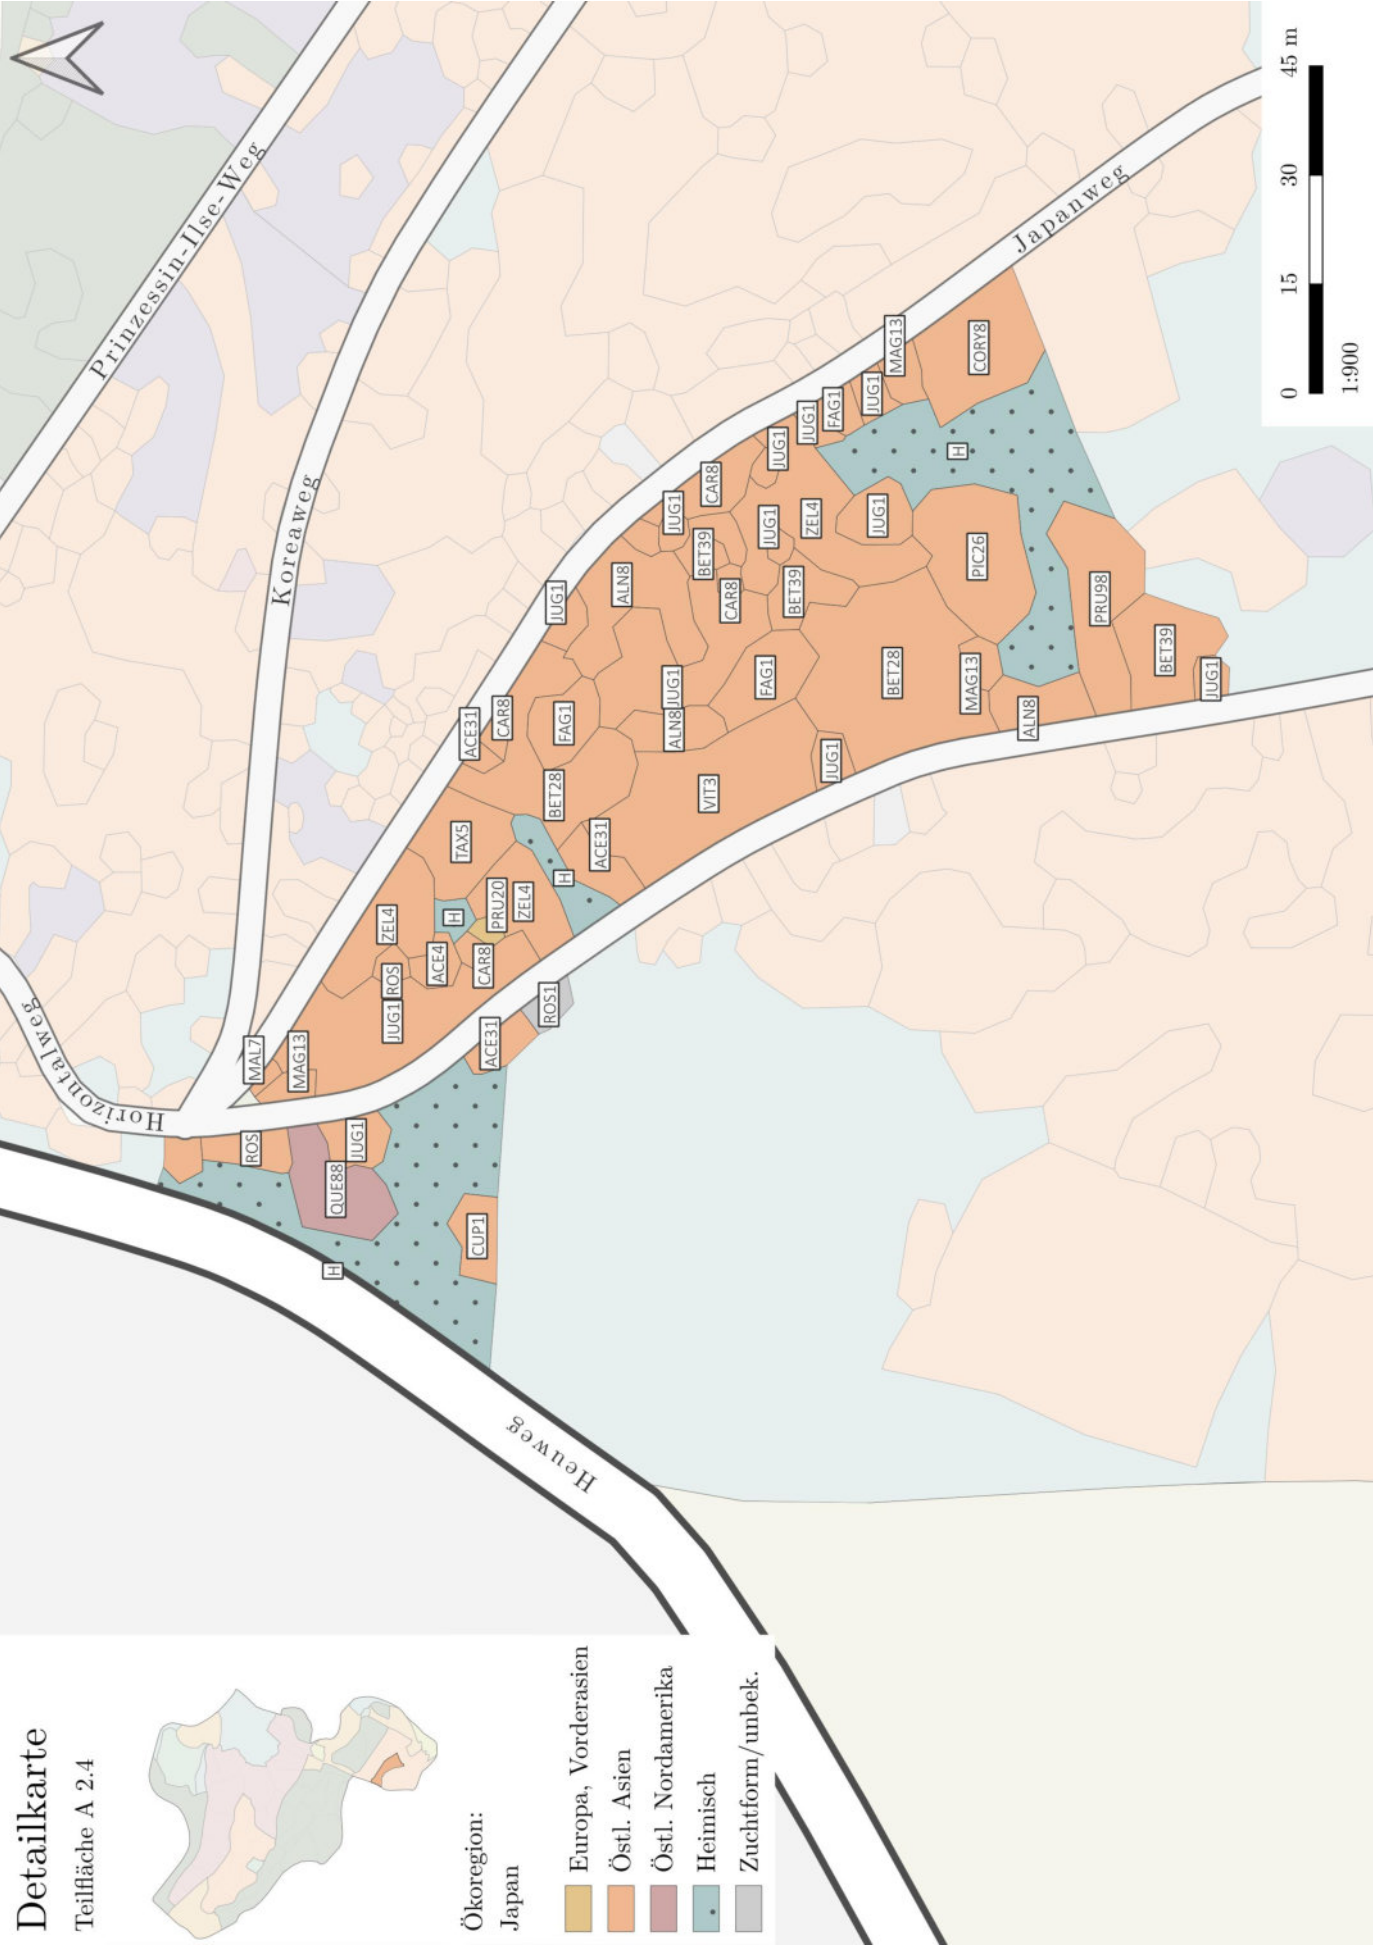 Detailkarte
Teilfläche A 2.4
Ökoregion:
Japan
Europa, Vorderasien
Östl. Asien
Östl. Nordamerika
Heimisch
Zuchtform/unbek.
Heuweg
Horizontalweg
Koreaweg
Prinzessin-Ilse-Weg
Japanweg
H
CUP1
QUE88
ROS
JUG1
MAL7
MAG13
ACE31
ROS1
JUG1
ROS
ZEL4
ACE4
CAR8
H
PRU20
ZEL4
TAX5
H
ACE31
BET28
ACE31
CAR8
FAG1
VIT3
ALN8
JUG1
JUG1
ALN8
JUG1
BET39
CAR8
CAR8
FAG1
BET39
JUG1
ZEL4
JUG1
JUG1
JUG1
FAG1
JUG1
MAG13
CORY8
H
JUG1
BET28
MAG13
PIC26
ALN8
PRU98
BET39
JUG1
0 15 30 45 m
1:900